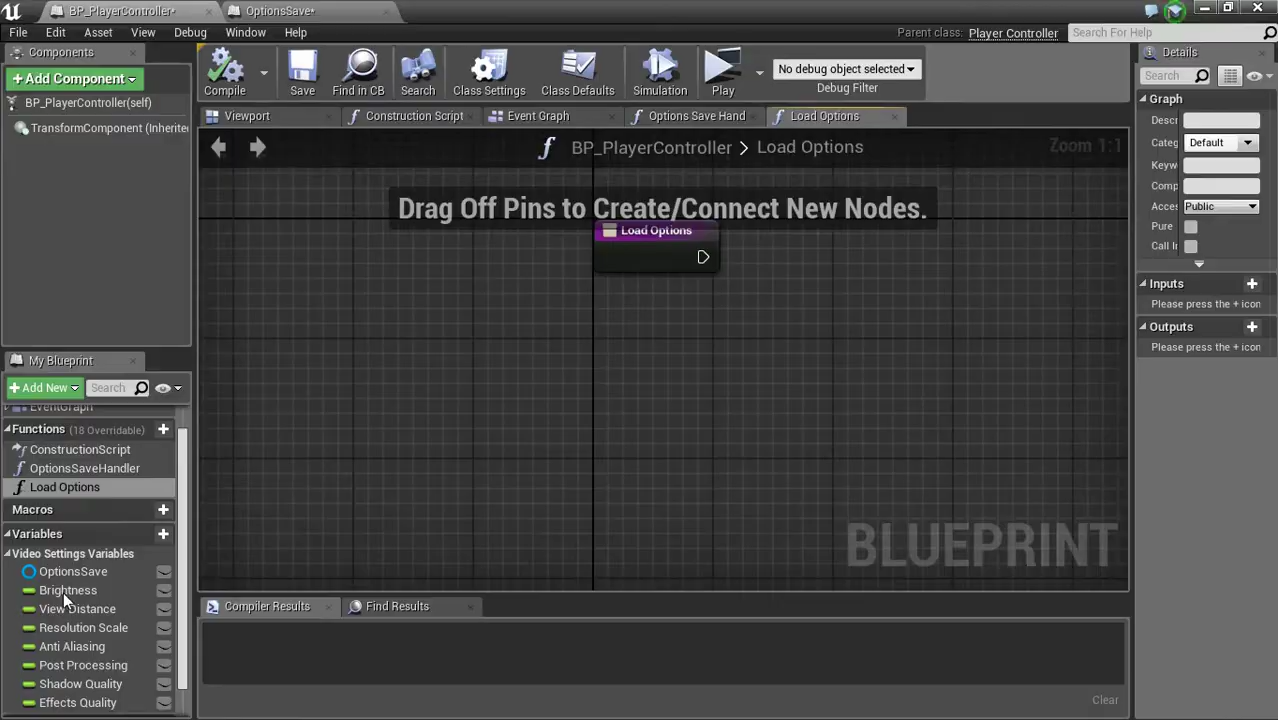 BP_PlayerController*
OptionsSave*
File Edit Asset View Debug Window Help
Parent class: Player Controller
Search For Help
Components
+Add Component
BP_PlayerController(self)
TransformComponent (Inherite
Compile
Save
Find in CB
Search
Class Settings
Class Defaults
Simulation
Play
No debug object selected
Debug Filter
Viewport
Construction Script
Event Graph
Options Save Hand
Load Options
BP_PlayerController > Load Options
Zoom 1:1
Drag Off Pins to Create/Connect New Nodes.
Load Options
BLUEPRINT
My Blueprint
+Add New
Search
EventGraph
Functions (18 Overridable)
ConstructionScript
OptionsSaveHandler
Load Options
Macros
Variables
Video Settings Variables
OptionsSave
Brightness
View Distance
Resolution Scale
Anti Aliasing
Post Processing
Shadow Quality
Effects Quality
Compiler Results
Find Results
Clear
Details
Search
Graph
Descr
Categ Default
Keywo
Comp
Acces Public
Pure
Call In
Inputs
Please press the + icon
Outputs
Please press the + icon